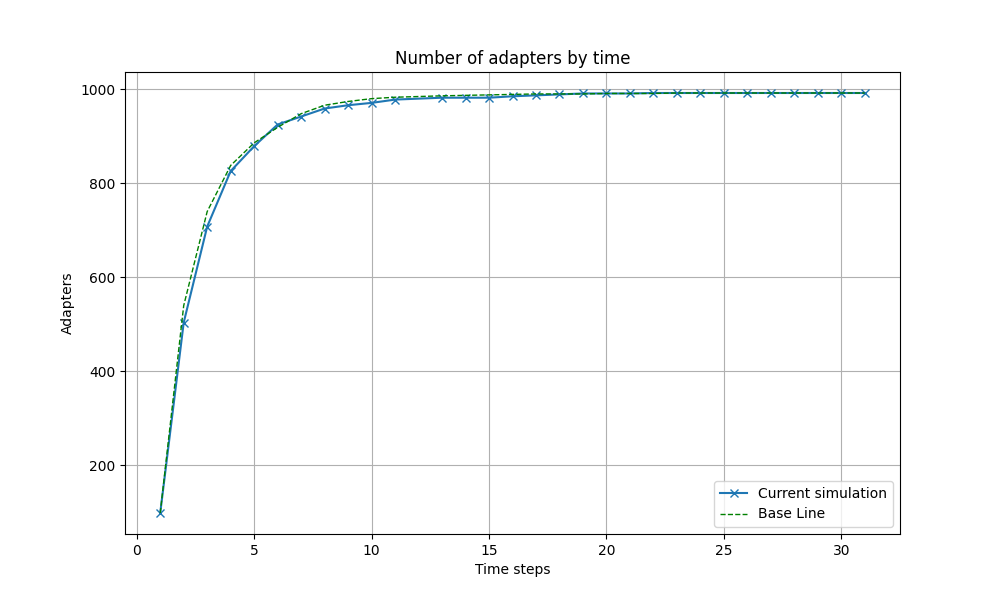 Number of adapters by time
1000
800
600
400
200
Adapters
0
5
10
15
20
25
30
Time steps
Current simulation
Base Line